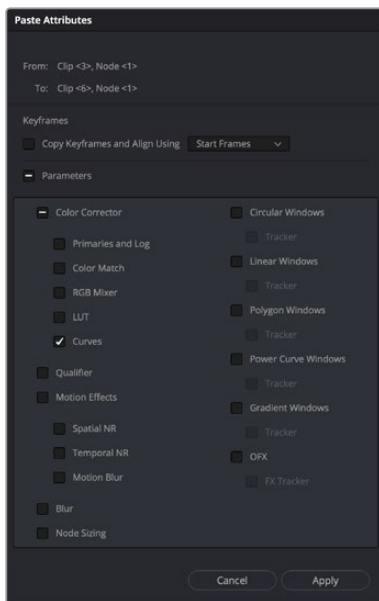 Paste Attributes
From: Clip <3>, Node <1>
To: Clip <6>, Node <1>
Keyframes
Copy Keyframes and Align Using Start Frames
Parameters
Color Corrector
Primaries and Log
Color Match
RGB Mixer
LUT
Curves
Qualifier
Motion Effects
Spatial NR
Temporal NR
Motion Blur
Blur
Node Sizing
Circular Windows
Tracker
Linear Windows
Tracker
Polygon Windows
Tracker
Power Curve Windows
Tracker
Gradient Windows
Tracker
OFX
FX Tracker
Cancel Apply